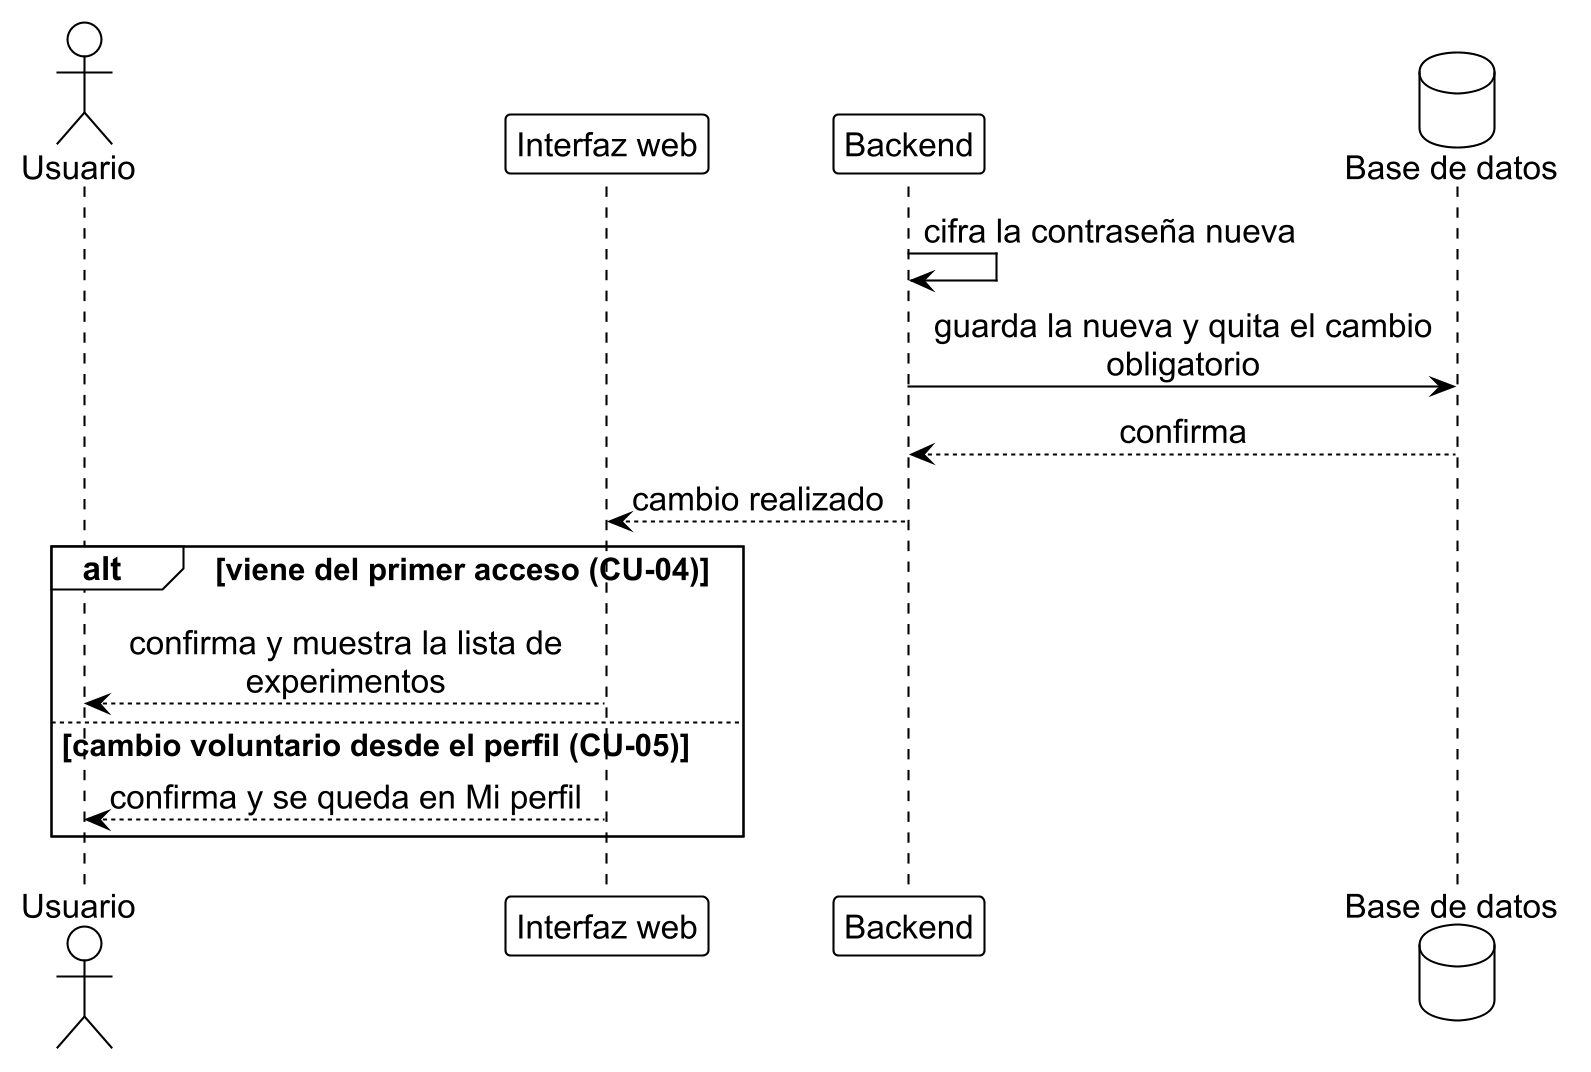 Usuario
Interfaz web
Backend
Base de datos
cifra la contraseña nueva
guarda la nueva y quita el cambio
obligatorio
confirma
cambio realizado
alt
[viene del primer acceso (CU-04)]
confirma y muestra la lista de
experimentos
[cambio voluntario desde el perfil (CU-05)]
confirma y se queda en Mi perfil
Usuario
Interfaz web
Backend
Base de datos